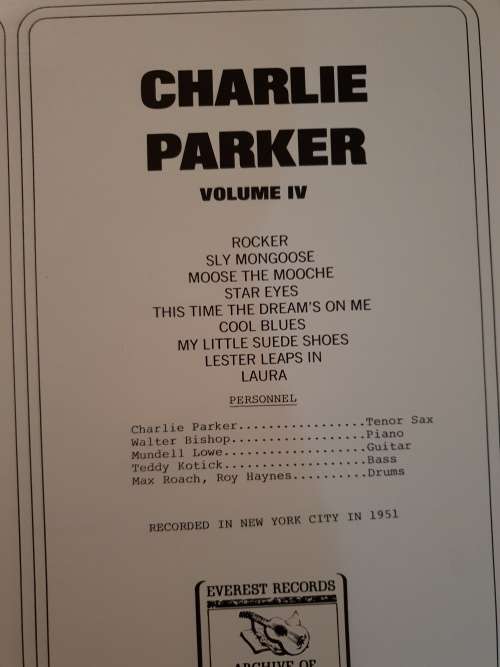 CHARLIE
PARKER
VOLUME IV
ROCKER
SLY MONGOOSE
MOOSE THE MOOCHE
STAR EYES
THIS TIME THE DREAM'S ON ME
COOL BLUES
MY LITTLE SUEDE SHOES
LESTER LEAPS IN
LAURA
PERSONNEL
Charlie Parker.................Tenor Sax
Walter Bishop..................Piano
Mundell Lowe...................Guitar
Teddy Kotick...................Bass
Max Roach, Roy Haynes..........Drums
RECORDED IN NEW YORK CITY IN 1951
EVEREST RECORDS
ARCHIVE OF